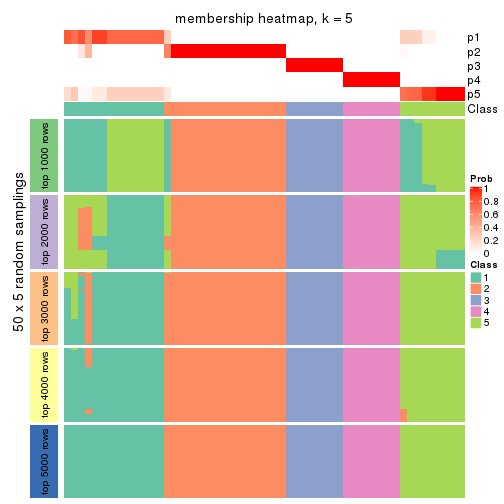 membership heatmap, k = 5
p1
p2
p3
p4
p5
Class
50 x 5 random samplings
top 1000 rows
top 2000 rows
top 3000 rows
top 4000 rows
top 5000 rows
Prob
1
0.8
0.6
0.4
0.2
0
Class
1
2
3
4
5